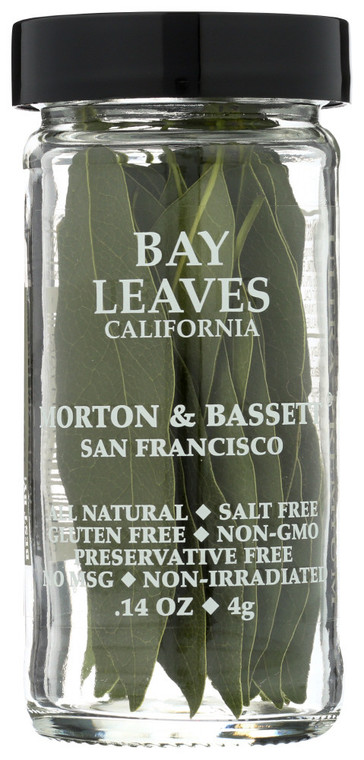 BAY
LEAVES
CALIFORNIA
MORTON & BASSETT
SAN FRANCISCO
ALL NATURAL ◆ SALT FREE
GLUTEN FREE ◆ NON-GMO
PRESERVATIVE FREE
NO MSG ◆ NON-IRRADIATED
.14 OZ ◆ 4g